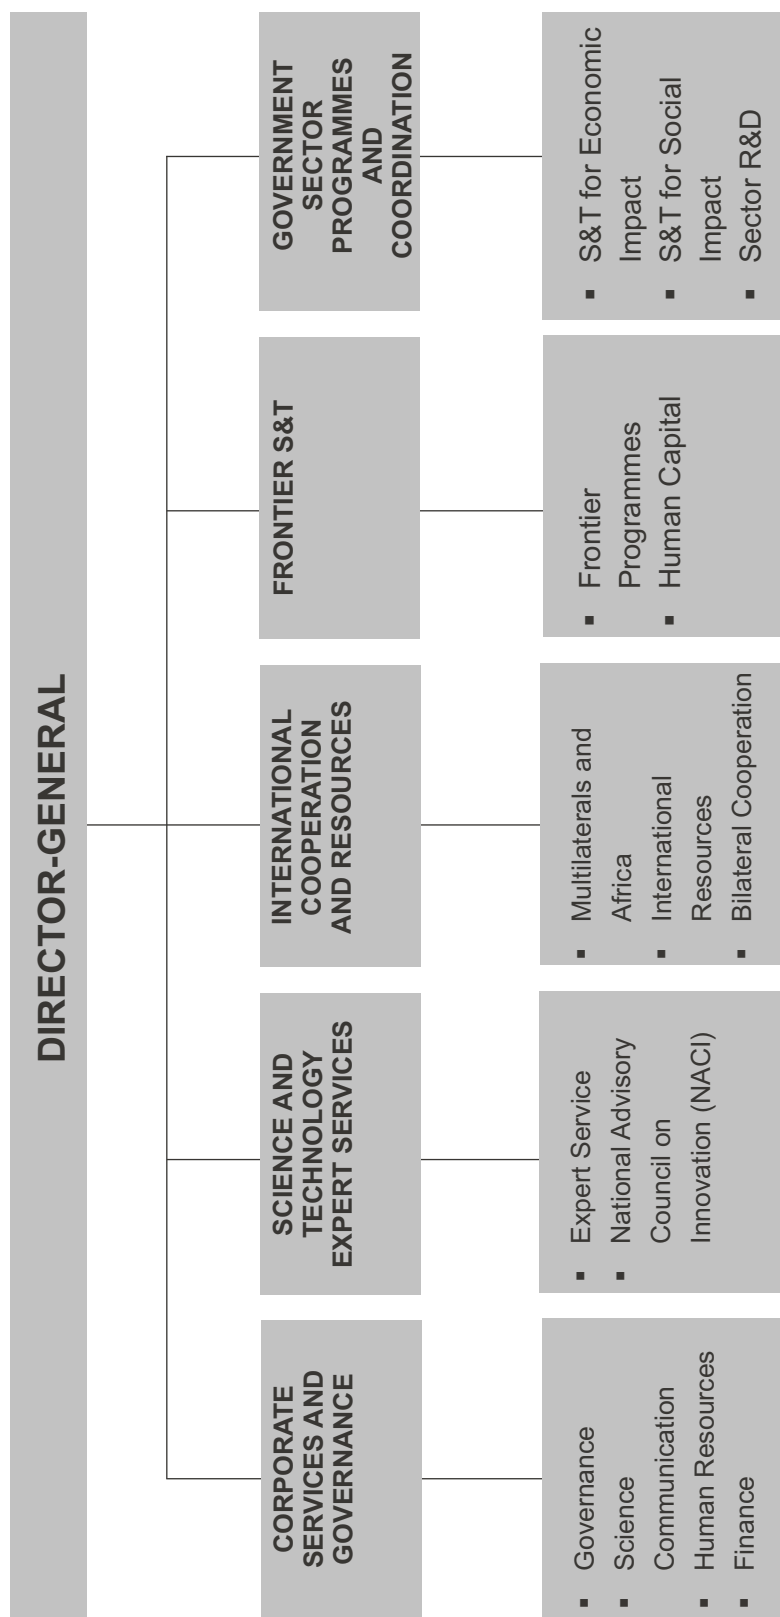 DIRECTOR-GENERAL
CORPORATE
SERVICES AND
GOVERNANCE
SCIENCE AND
TECHNOLOGY
EXPERT SERVICES
INTERNATIONAL
COOPERATION
AND RESOURCES
FRONTIER S&T
GOVERNMENT
SECTOR
PROGRAMMES
AND
COORDINATION
▪ Governance
▪ Science
Communication
▪ Human Resources
▪ Finance
▪ Expert Service
▪ National Advisory
Council on
Innovation (NACI)
▪ Multilaterals and
Africa
▪ International
Resources
▪ Bilateral Cooperation
▪ Frontier
Programmes
▪ Human Capital
▪ S&T for Economic
Impact
▪ S&T for Social
Impact
▪ Sector R&D